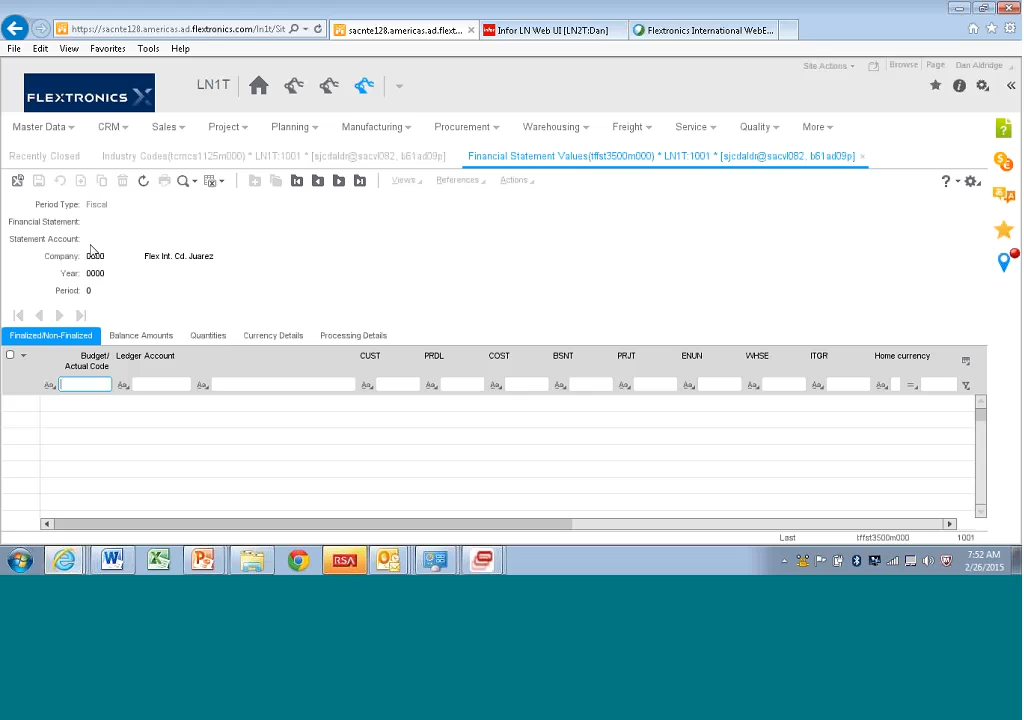 https://sacnte128.americas.ad.flextronics.com/ln1t/Sit
sacnte128.americas.ad.flext...
Infor LN Web UI [LN2T:Dan]
Flextronics International WebE...
File Edit View Favorites Tools Help
Site Actions Browse Page Dan Aldridge
FLEXTRONICS
LN1T
Master Data CRM Sales Project Planning Manufacturing Procurement Warehousing Freight Service Quality More
Recently Closed Industry Codes(tcmcs1125m000) * LN1T:1001 * [sjcdaldr@sacvl082, b61ad09p] Financial Statement Values(tffst3500m000) * LN1T:1001 * [sjcdaldr@sacvl082, b61ad09p] ×
Views References Actions
Period Type: Fiscal
Financial Statement:
Statement Account:
Company: 0000 Flex Int. Cd. Juarez
Year: 0000
Period: 0
Finalized/Non-Finalized Balance Amounts Quantities Currency Details Processing Details
Budget/ Actual Code Ledger Account CUST PRDL COST BSNT PRJT ENUN WHSE ITGR Home currency
Last tffst3500m000 1001
RSA
7:52 AM
2/26/2015